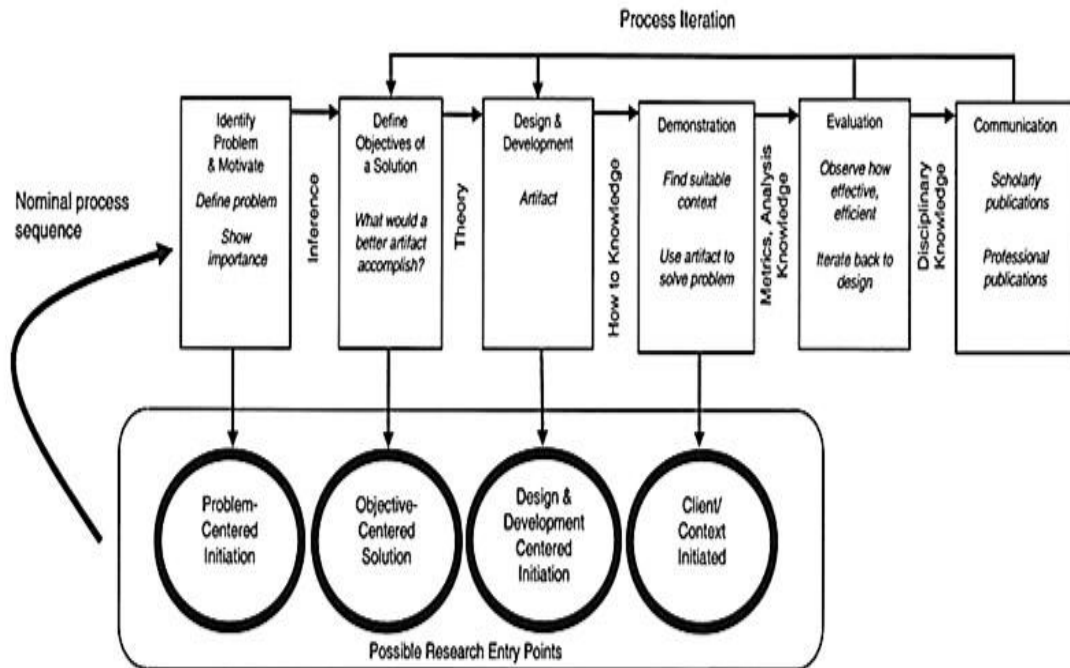 Process Iteration
Nominal process
sequence
Identify
Problem
& Motivate
Define problem
Show
importance
Inference
Define
Objectives of
a Solution
What would a
better artifact
accomplish?
Theory
Design &
Development
Artifact
How to Knowledge
Demonstration
Find suitable
context
Use artifact to
solve problem
Metrics, Analysis
Knowledge
Evaluation
Observe how
effective,
efficient
Iterate back to
design
Disciplinary
Knowledge
Communication
Scholarly
publications
Professional
publications
Problem-
Centered
Initiation
Objective-
Centered
Solution
Design &
Development
Centered
Initiation
Client/
Context
Initiated
Possible Research Entry Points